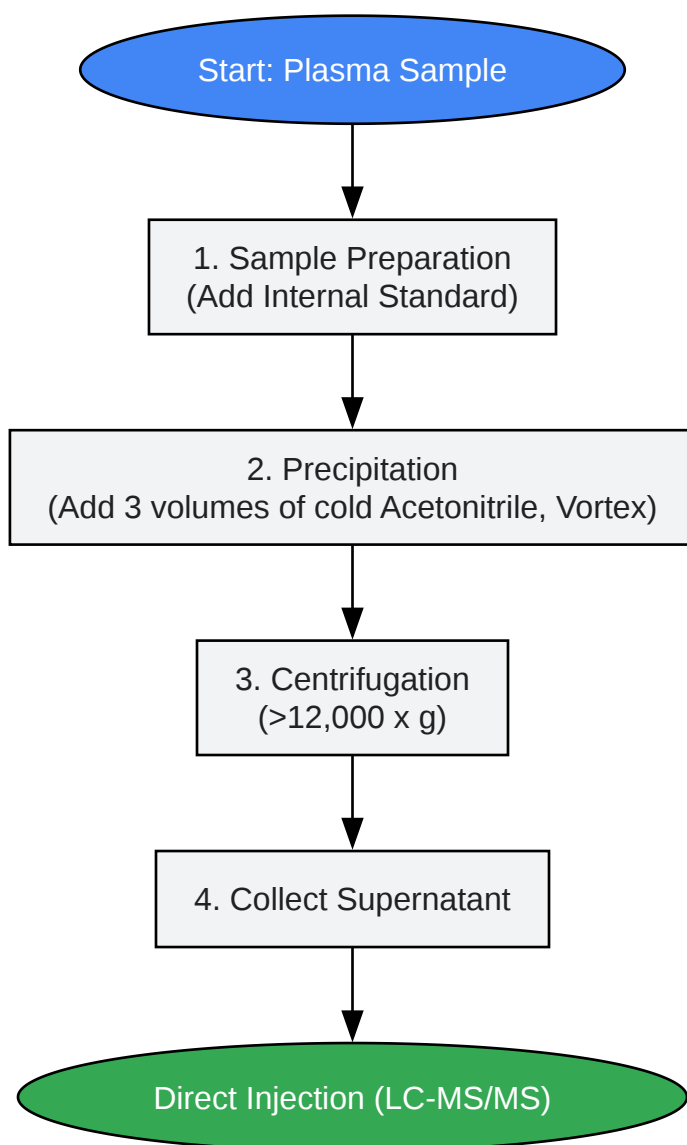 Start: Plasma Sample
1. Sample Preparation
(Add Internal Standard)
2. Precipitation
(Add 3 volumes of cold Acetonitrile, Vortex)
3. Centrifugation
(>12,000 x g)
4. Collect Supernatant
Direct Injection (LC-MS/MS)